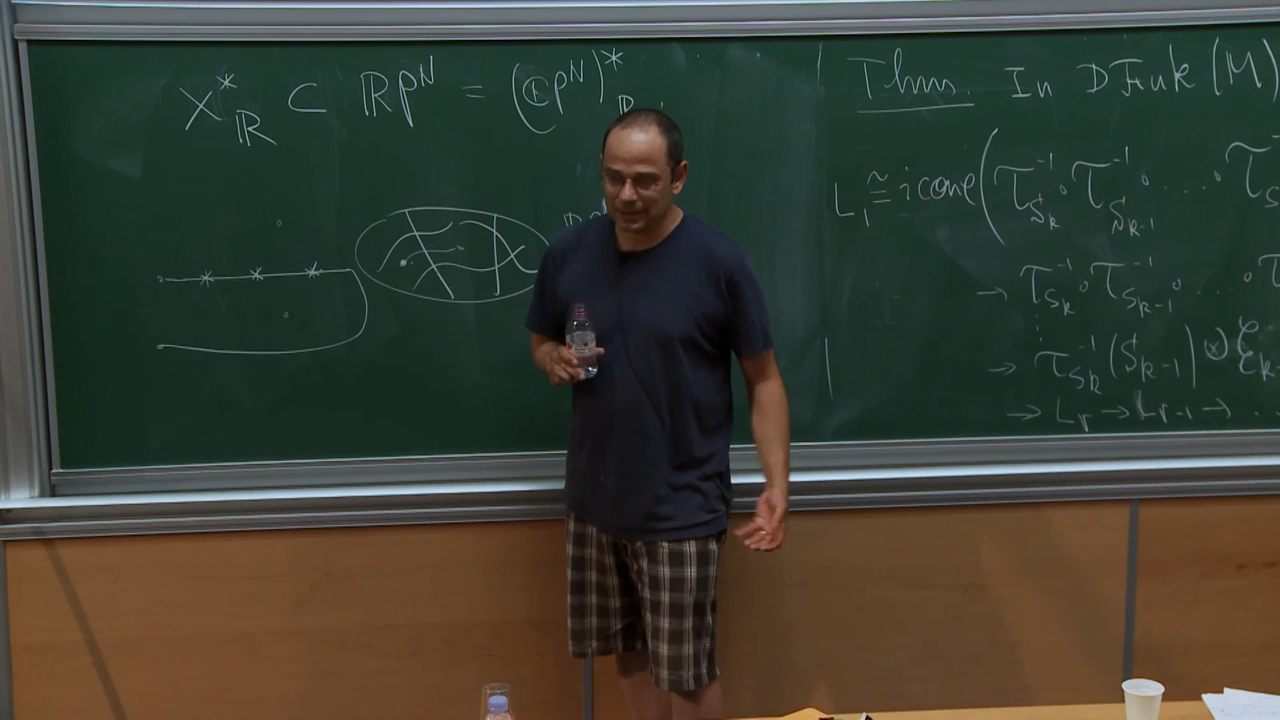 X*_ℝ ⊂ ℝP^N = (ℂP^N)*_ℝ
Thm. In DFuk(M)
L_1 ≅ icone(τ^{-1}_{S_k} ∘ τ^{-1}_{S_{k-1}} ∘ ..... ∘ τ
→ τ^{-1}_{S_k} ∘ τ^{-1}_{S_{k-1}} ∘ ..... ∘ τ
→ τ^{-1}_{S_k}(S_{k-1}) ⊗ ℰ_{k-
→ L_r → L_{r-1} → ..